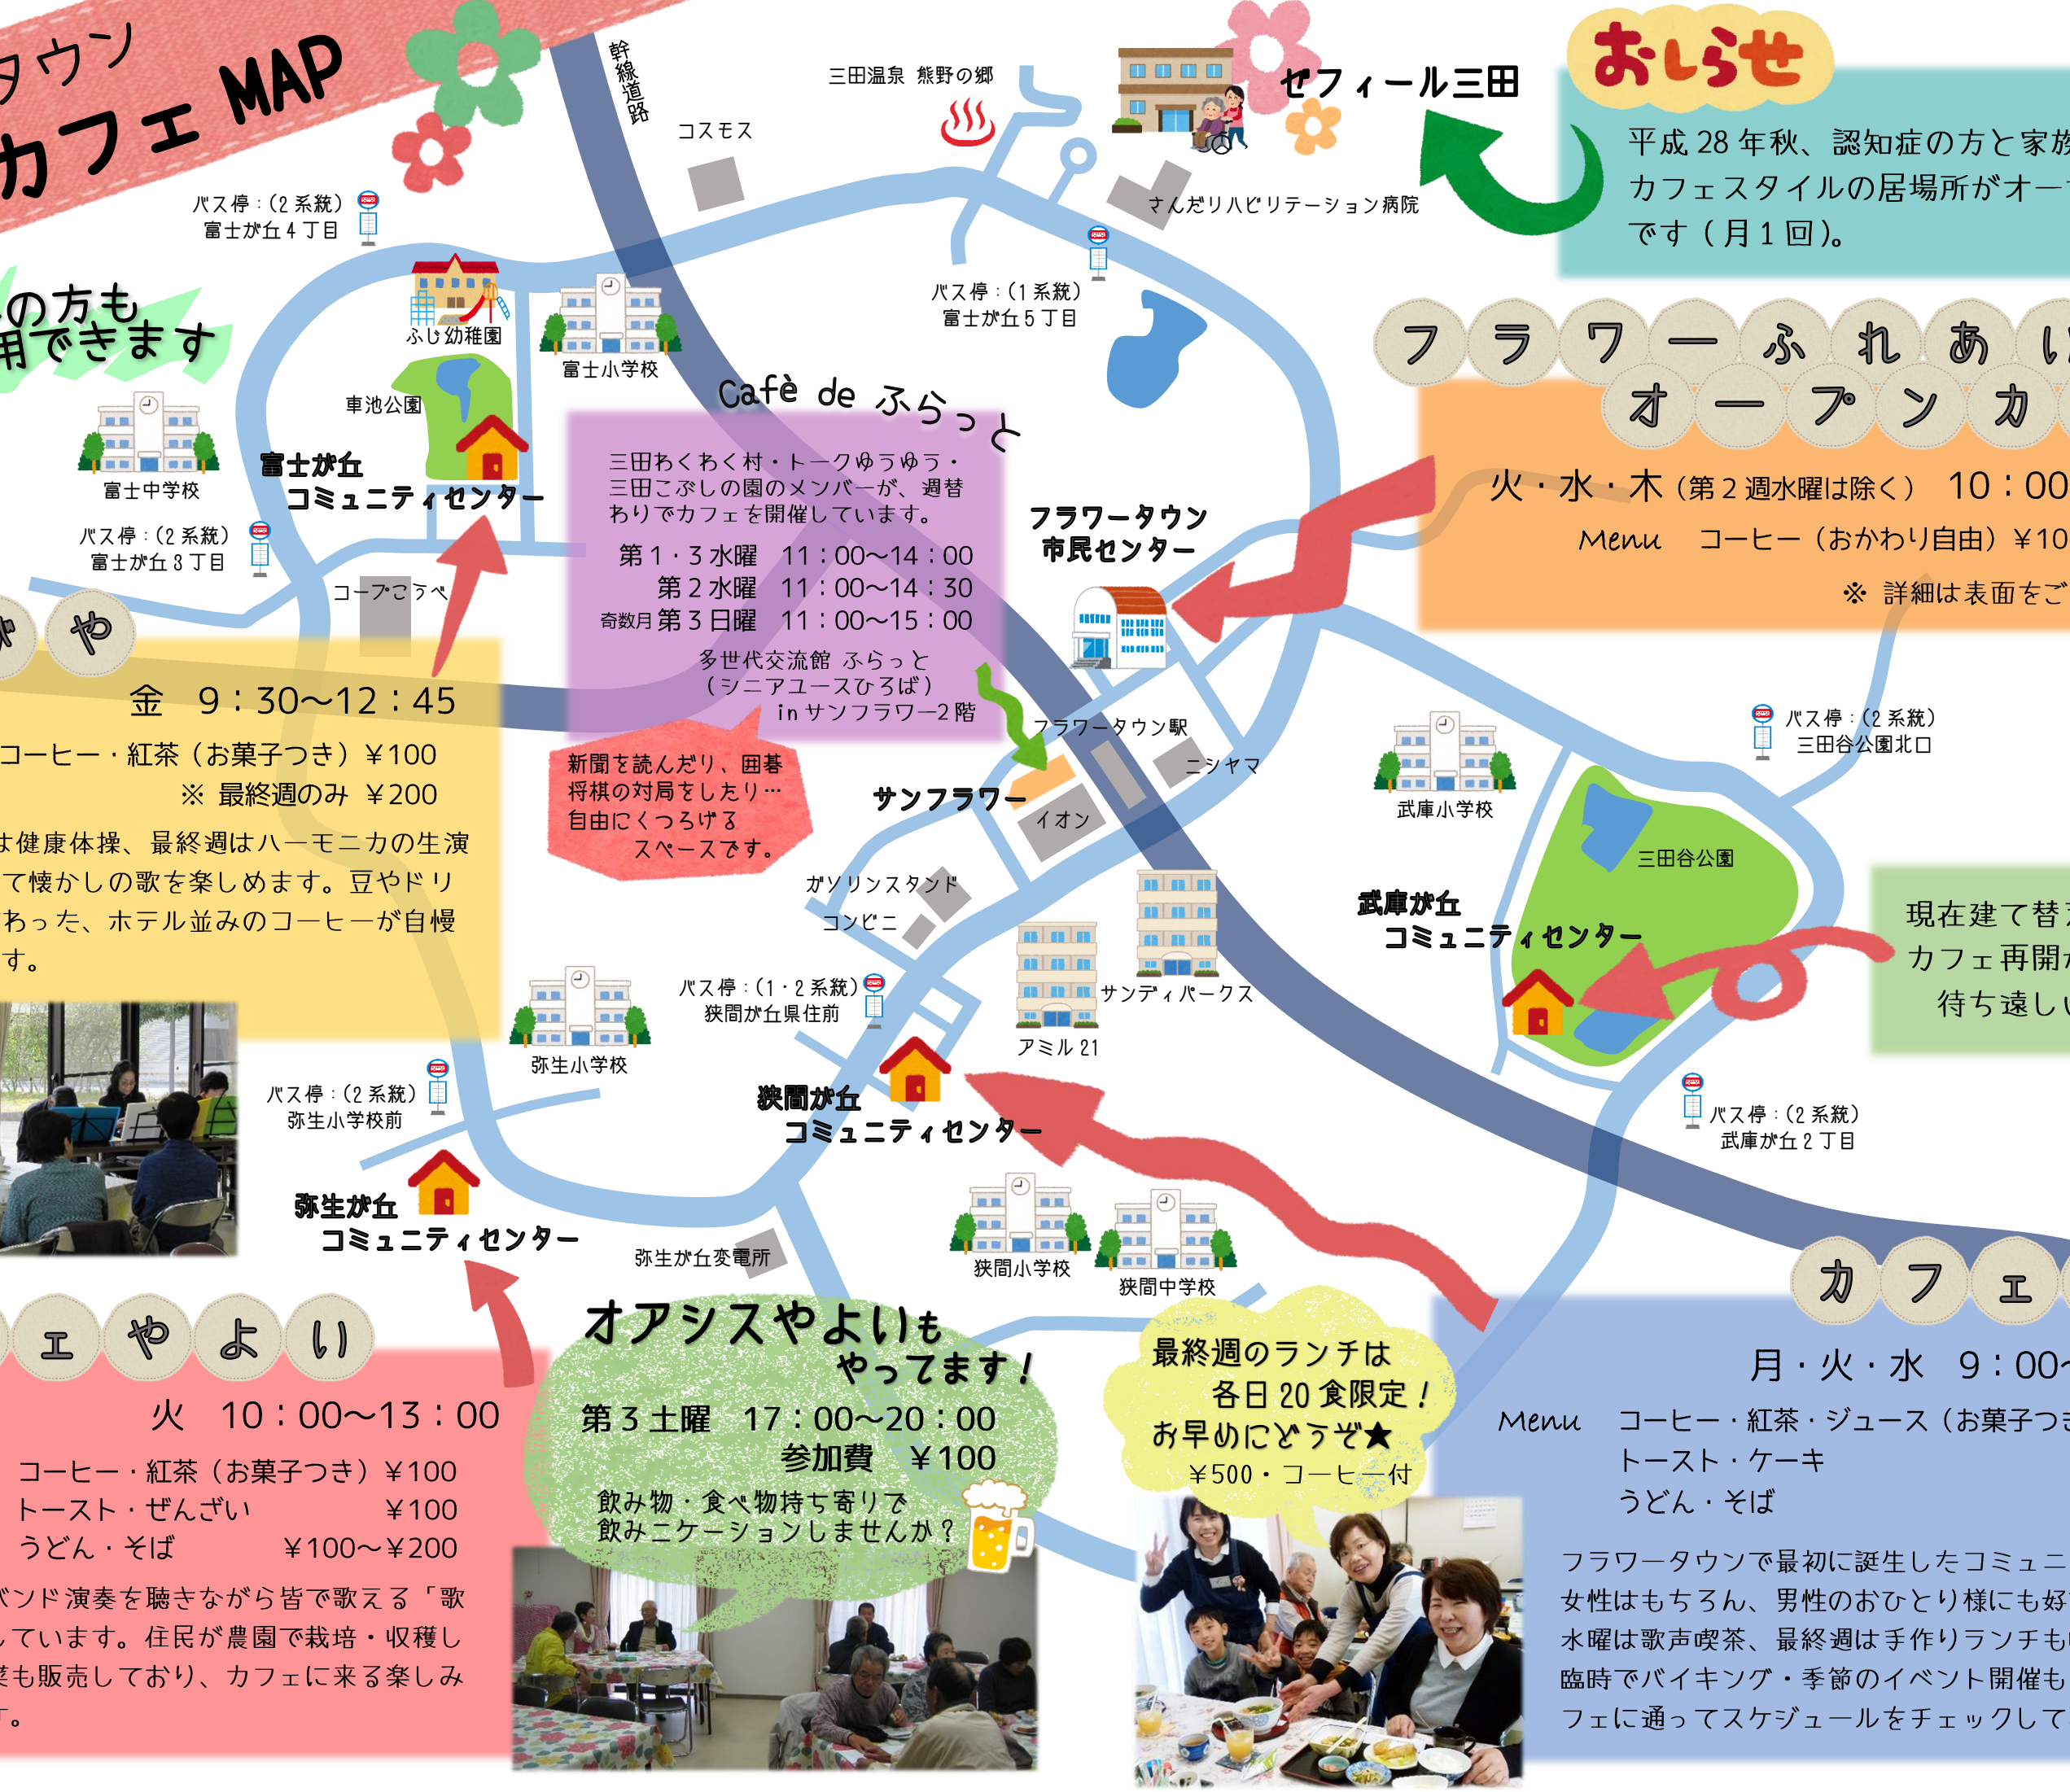 タウン
カフェ MAP
幹線道路
三田温泉 熊野の郷
コスモス
ゼフィール三田
さんだリハビリテーション病院
おしらせ
平成 28 年秋、認知症の方と家族
カフェスタイルの居場所がオー
です（月 1 回）。
バス停：(2 系統)
富士が丘 4 丁目
の方も
用できます
ふじ幼稚園
富士小学校
車池公園
富士中学校
富士が丘
コミュニティセンター
バス停：(2 系統)
富士が丘 3 丁目
コープこうべ
バス停：(1 系統)
富士が丘 5 丁目
Cafè de ふらっと
三田わくわく村・トークゆうゆう・
三田こぶしの園のメンバーが、週替
わりでカフェを開催しています。
第 1・3 水曜　11：00～14：00
第 2 水曜　11：00～14：30
奇数月 第 3 日曜　11：00～15：00
多世代交流館 ふらっと
（シニアユースひろば）
in サンフラワー2 階
新聞を読んだり、囲碁
将棋の対局をしたり…
自由にくつろげる
スペースです。
フラワーふれあい
オープンカ
火・水・木（第 2 週水曜は除く）　10：00
Menu　コーヒー（おかわり自由）￥10
※ 詳細は表面をご
フラワータウン
市民センター
フラワータウン駅
ニシヤマ
サンフラワー
イオン
ガソリンスタンド
コンビニ
サンディパークス
アミル 21
武庫小学校
バス停：(2 系統)
三田谷公園北口
三田谷公園
武庫が丘
コミュニティセンター
現在建て替え
カフェ再開が
待ち遠しい
バス停：(2 系統)
武庫が丘 2 丁目
や
金　9：30～12：45
コーヒー・紅茶（お菓子つき）￥100
※ 最終週のみ ￥200
は健康体操、最終週はハーモニカの生演
て懐かしの歌を楽しめます。豆やドリ
わった、ホテル並みのコーヒーが自慢
す。
弥生小学校
バス停：(1・2 系統)
狭間が丘県住前
狭間が丘
コミュニティセンター
バス停：(2 系統)
弥生小学校前
弥生が丘
コミュニティセンター
弥生が丘変電所
狭間小学校
狭間中学校
ェやよい
火　10：00～13：00
コーヒー・紅茶（お菓子つき）￥100
トースト・ぜんざい　￥100
うどん・そば　￥100～￥200
バンド演奏を聴きながら皆で歌える「歌
しています。住民が農園で栽培・収穫し
菜も販売しており、カフェに来る楽しみ
す。
オアシスやよいも
やってます！
第 3 土曜　17：00～20：00
参加費　￥100
飲み物・食べ物持ち寄りで
飲みニケーションしませんか？
最終週のランチは
各日 20 食限定！
お早めにどうぞ★
￥500・コーヒー付
カフェ
月・火・水　9：00～
Menu　コーヒー・紅茶・ジュース（お菓子つき
トースト・ケーキ
うどん・そば
フラワータウンで最初に誕生したコミュニ
女性はもちろん、男性のおひとり様にも好
水曜は歌声喫茶、最終週は手作りランチも
臨時でバイキング・季節のイベント開催も
フェに通ってスケジュールをチェックして